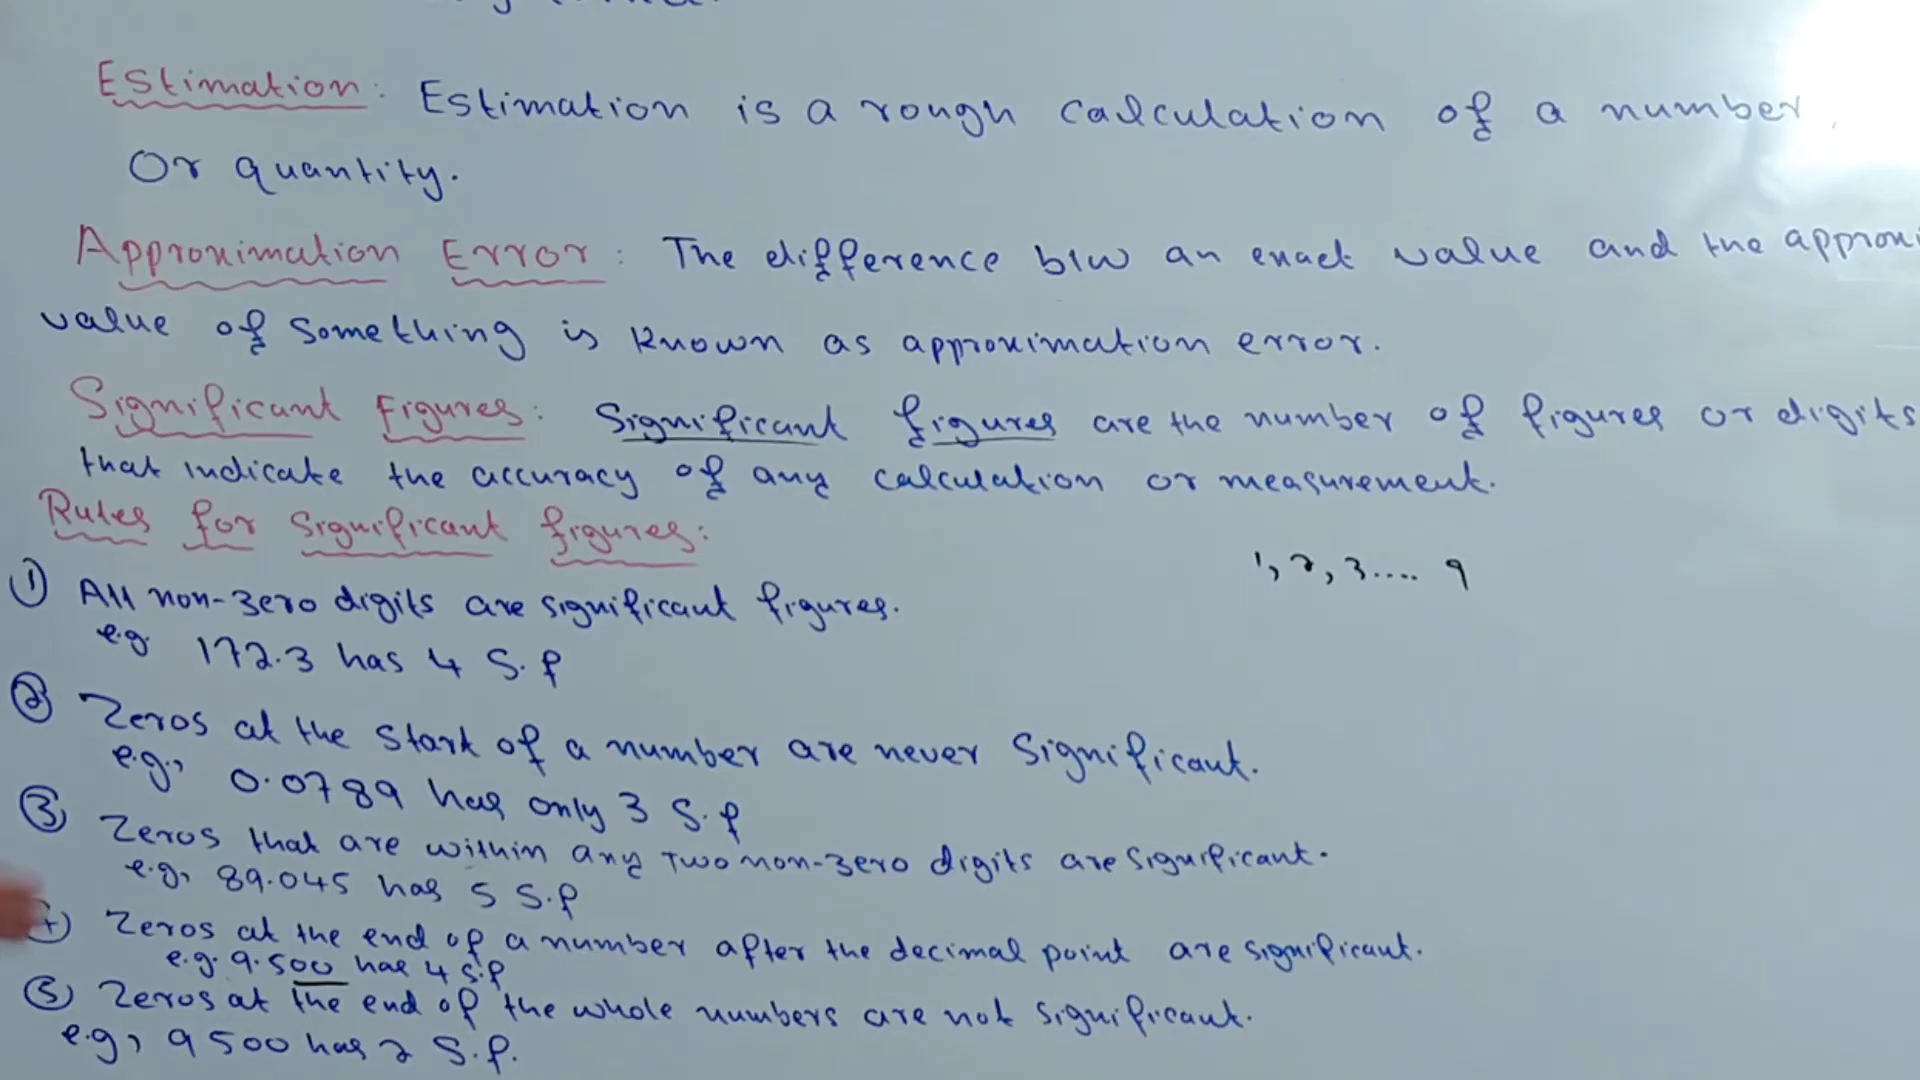 Estimation: Estimation is a rough calculation of a number
Or quantity.
Approximation Error: The difference b/w an exact value and the approxi
value of something is known as approximation error.
Significant Figures: Significant figures are the number of figures or digits
that indicate the accuracy of any calculation or measurement.
Rules for Significant figures:
1, 2, 3.... 9
① All non-zero digits are significant figures.
e.g. 172.3 has 4 S.f
② Zeros at the start of a number are never Significant.
e.g., 0.0789 has only 3 S.f
③ Zeros that are within any Two non-zero digits are significant.
e.g, 89.045 has 5 S.f
Zeros at the end of a number after the decimal point are significant.
e.g. 9.500 has 4 S.f
⑤ Zeros at the end of the whole numbers are not significant.
e.g, 9500 has 2 S.f.